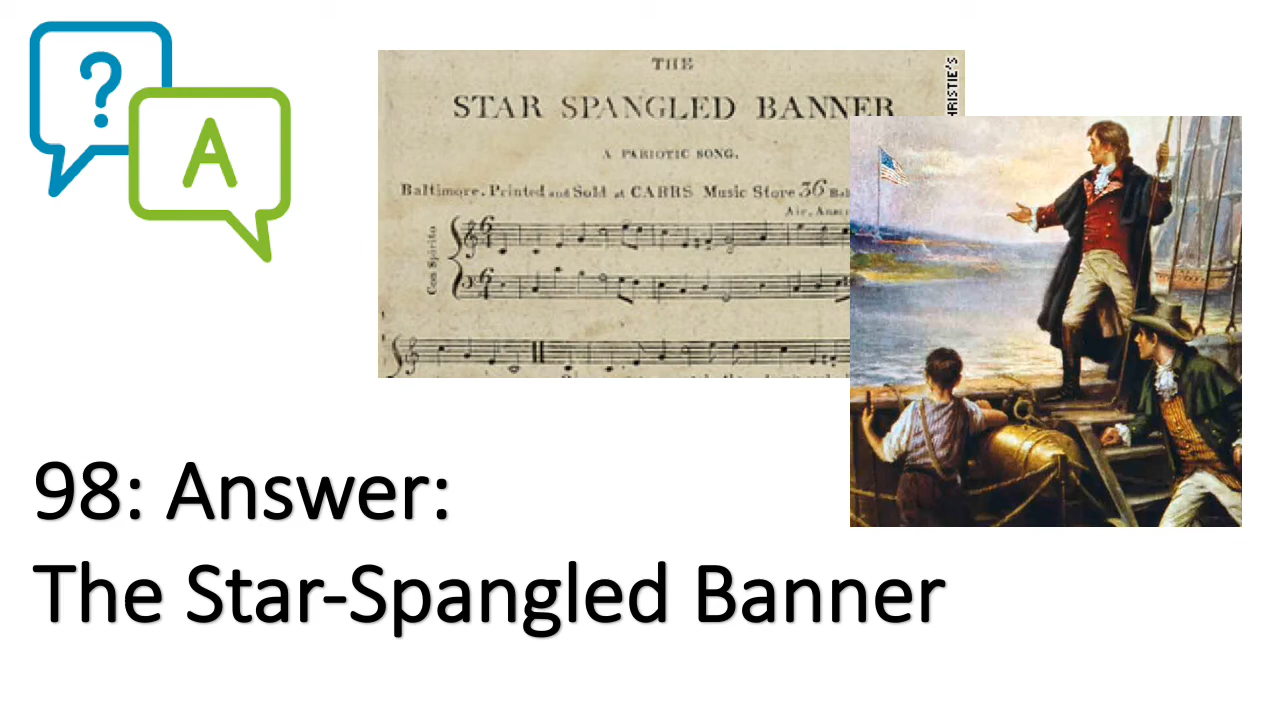 ?
A
THE
STAR SPANGLED BANNER
A PARIOTIC SONG.
Baltimore. Printed and Sold at CARRS Music Store 36
Air,
Con Spirito
98: Answer:
The Star-Spangled Banner